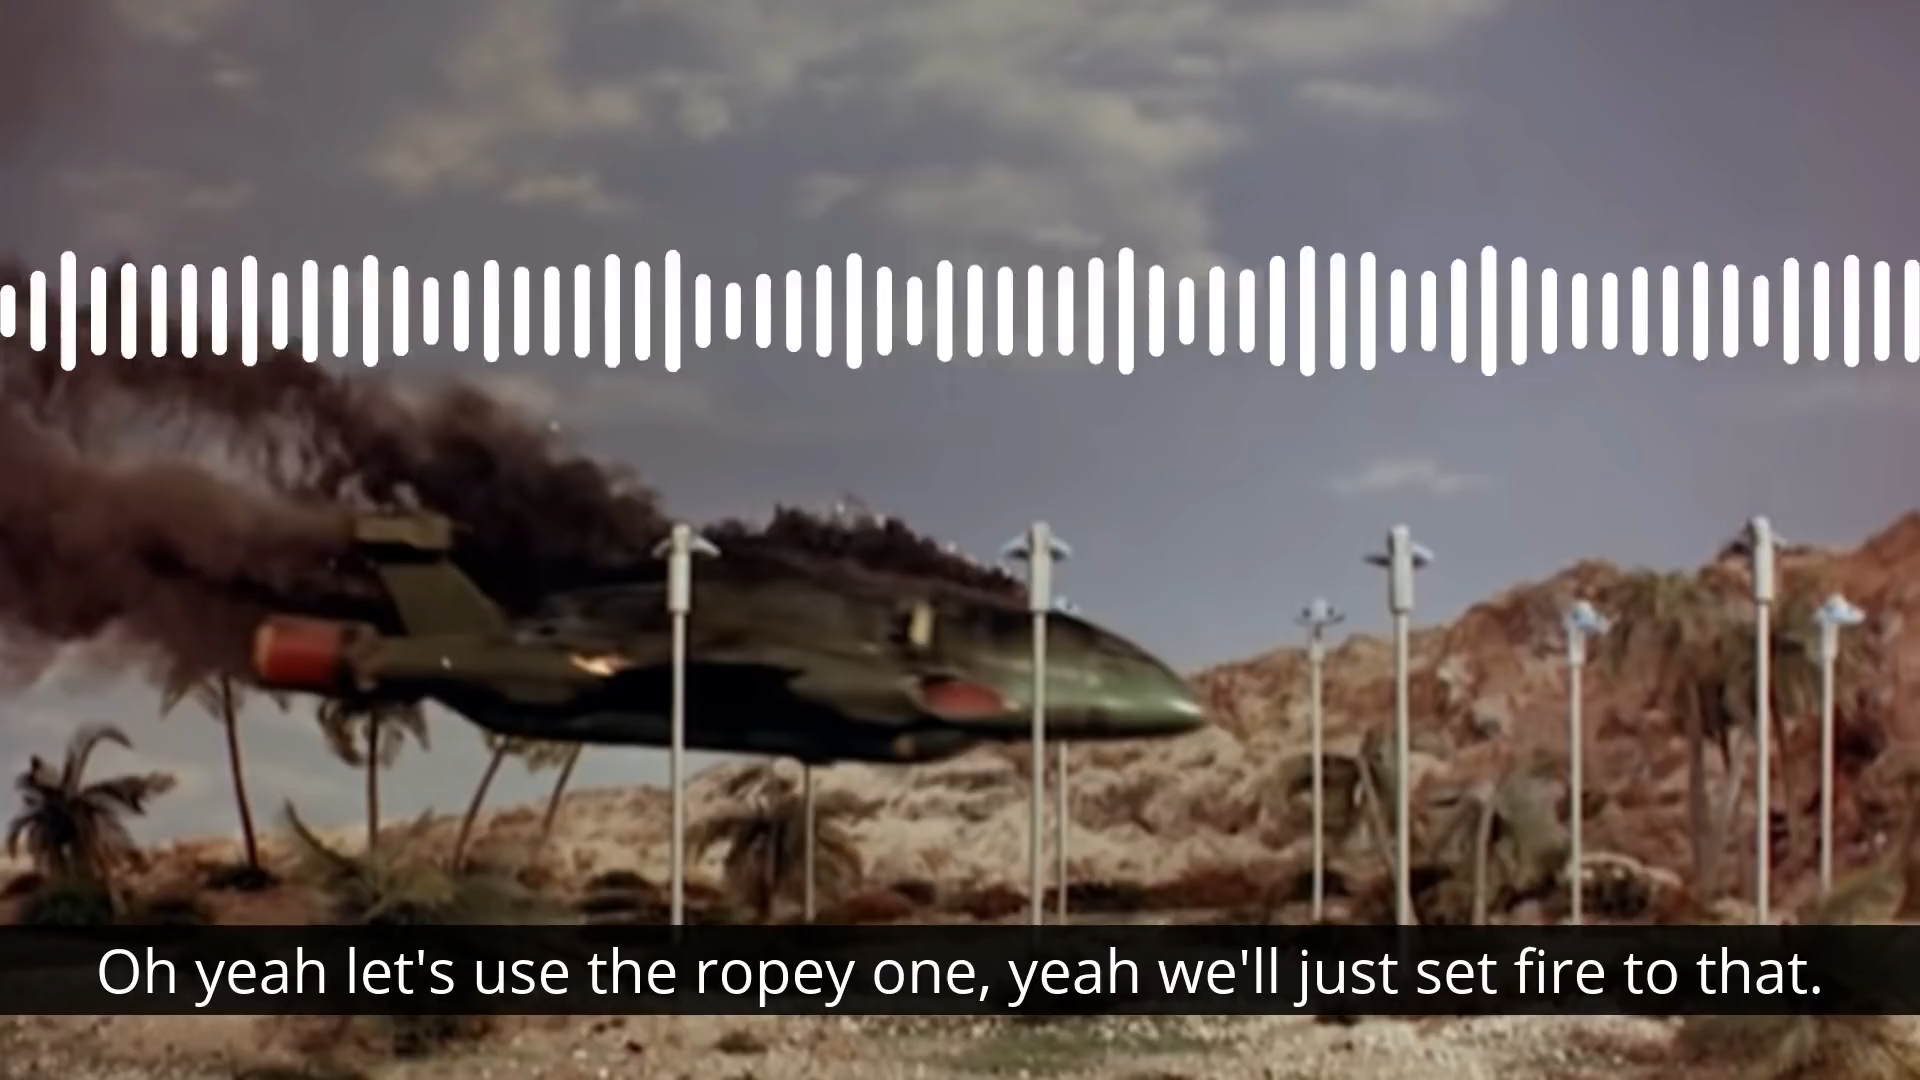 Oh yeah let's use the ropey one, yeah we'll just set fire to that.